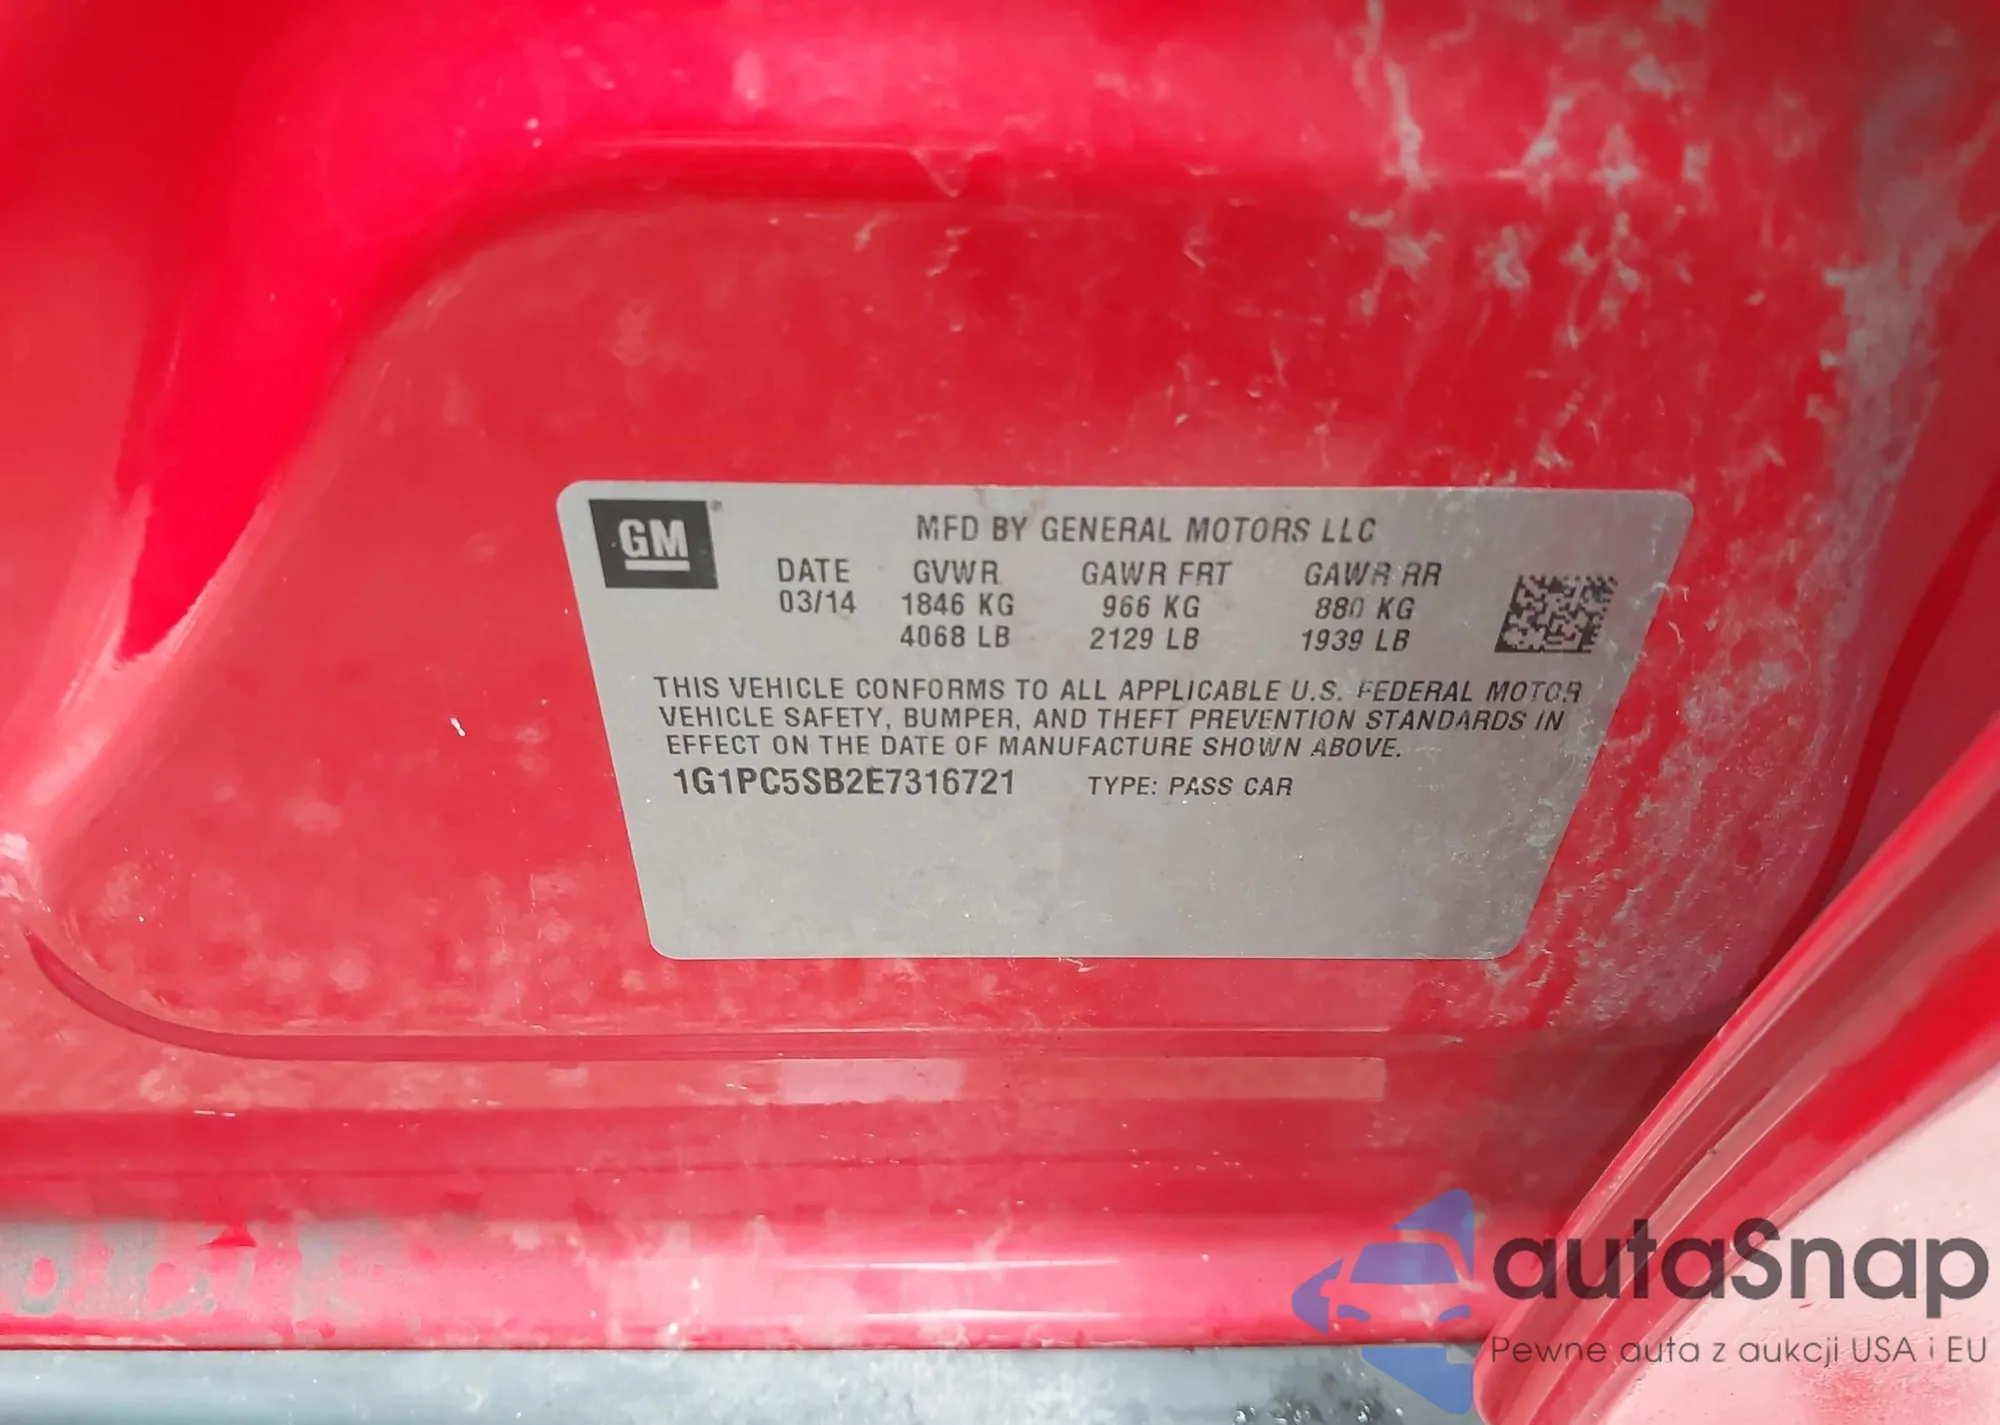 GM
MFD BY GENERAL MOTORS LLC
DATE GVWR GAWR FRT GAWR RR
03/14 1846 KG 966 KG 880 KG
4068 LB 2129 LB 1939 LB
THIS VEHICLE CONFORMS TO ALL APPLICABLE U.S. FEDERAL MOTOR
VEHICLE SAFETY, BUMPER, AND THEFT PREVENTION STANDARDS IN
EFFECT ON THE DATE OF MANUFACTURE SHOWN ABOVE.
1G1PC5SB2E7316721 TYPE: PASS CAR
autaSnap
Pewne auta z aukcji USA i EU